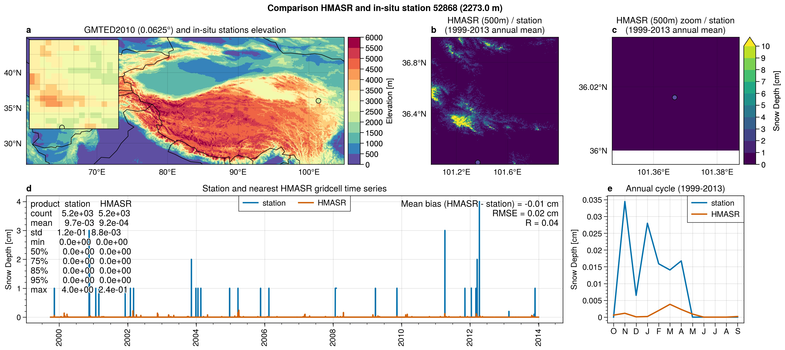 Comparison HMASR and in-situ station 52868 (2273.0 m)
a GMTED2010 (0.0625°) and in-situ stations elevation
40°N
35°N
30°N
70°E 80°E 90°E 100°E
6000
5500
5000
4500
4000
3500
3000
2500
2000
1500
1000
500
0
Elevation [m]
b HMASR (500m) / station
(1999-2013 annual mean)
36.8°N
36.4°N
101.2°E 101.6°E
c HMASR (500m) zoom / station
(1999-2013 annual mean)
36.02°N
36°N
101.36°E 101.38°E
10
9
8
7
6
5
4
3
2
1
0
Snow Depth [cm]
d Station and nearest HMASR gridcell time series
product station HMASR
count 5.2e+03 5.2e+03
mean 9.7e-03 9.2e-04
std 1.2e-01 8.8e-03
min 0.0e+00 0.0e+00
50% 0.0e+00 0.0e+00
75% 0.0e+00 0.0e+00
85% 0.0e+00 0.0e+00
95% 0.0e+00 0.0e+00
max 4.0e+00 2.4e-01
station HMASR
Mean bias (HMASR - station) = -0.01 cm
RMSE = 0.02 cm
R = 0.04
4
3
2
1
0
Snow Depth [cm]
2000 2002 2004 2006 2008 2010 2012 2014
e Annual cycle (1999-2013)
station
HMASR
0.035
0.03
0.025
0.02
0.015
0.01
0.005
0
Snow Depth [cm]
O N D J F M A M J J A S